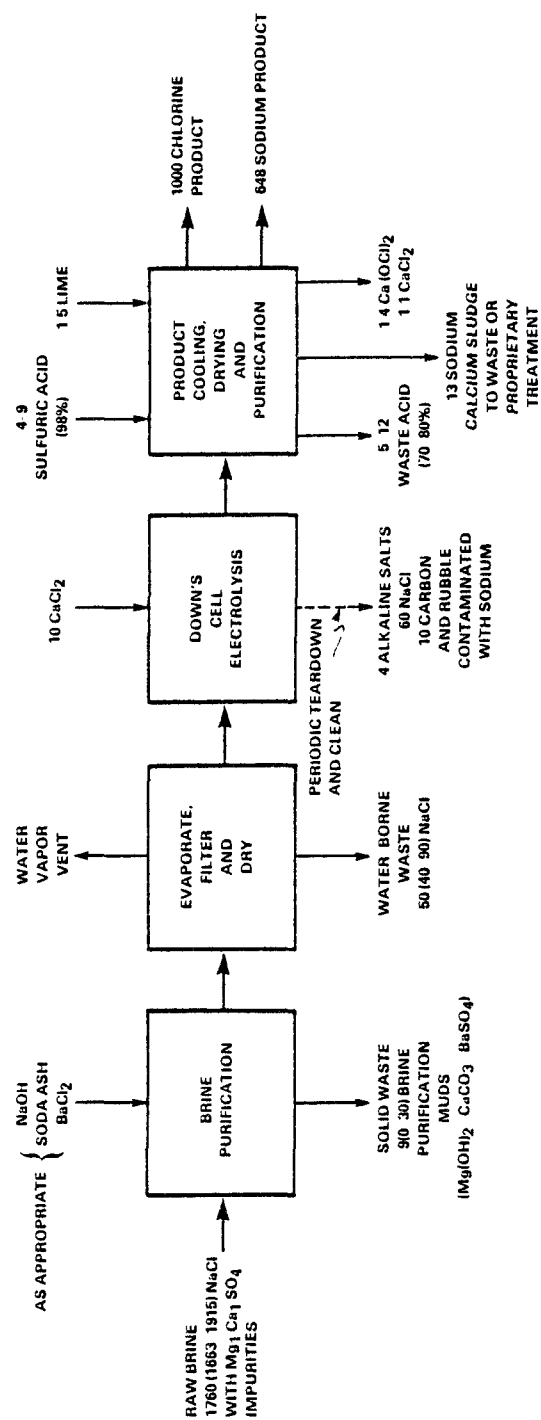 RAW BRINE
1760 (1663 1915) NaCl
WITH Mg1 Ca1 SO4
IMPURITIES
AS APPROPRIATE
NaOH
SODA ASH
BaCl2
BRINE
PURIFICATION
SOLID WASTE
9(0 30) BRINE
PURIFICATION
MUDS
(Mg(OH)2 CaCO3 BaSO4)
WATER
VAPOR
VENT
EVAPORATE,
FILTER
AND
DRY
WATER BORNE
WASTE
50 (40 90) NaCl
10 CaCl2
DOWN'S
CELL
ELECTROLYSIS
PERIODIC TEARDOWN
AND CLEAN
4 ALKALINE SALTS
60 NaCl
10 CARBON
AND RUBBLE
CONTAMINATED
WITH SODIUM
4-9
SULFURIC ACID
(98%)
1 5 LIME
PRODUCT
COOLING,
DRYING
AND
PURIFICATION
1000 CHLORINE
PRODUCT
648 SODIUM PRODUCT
5 12
WASTE ACID
(70 80%)
13 SODIUM
CALCIUM SLUDGE
TO WASTE OR
PROPRIETARY
TREATMENT
1 4 Ca (OCl)2
1 1 CaCl2